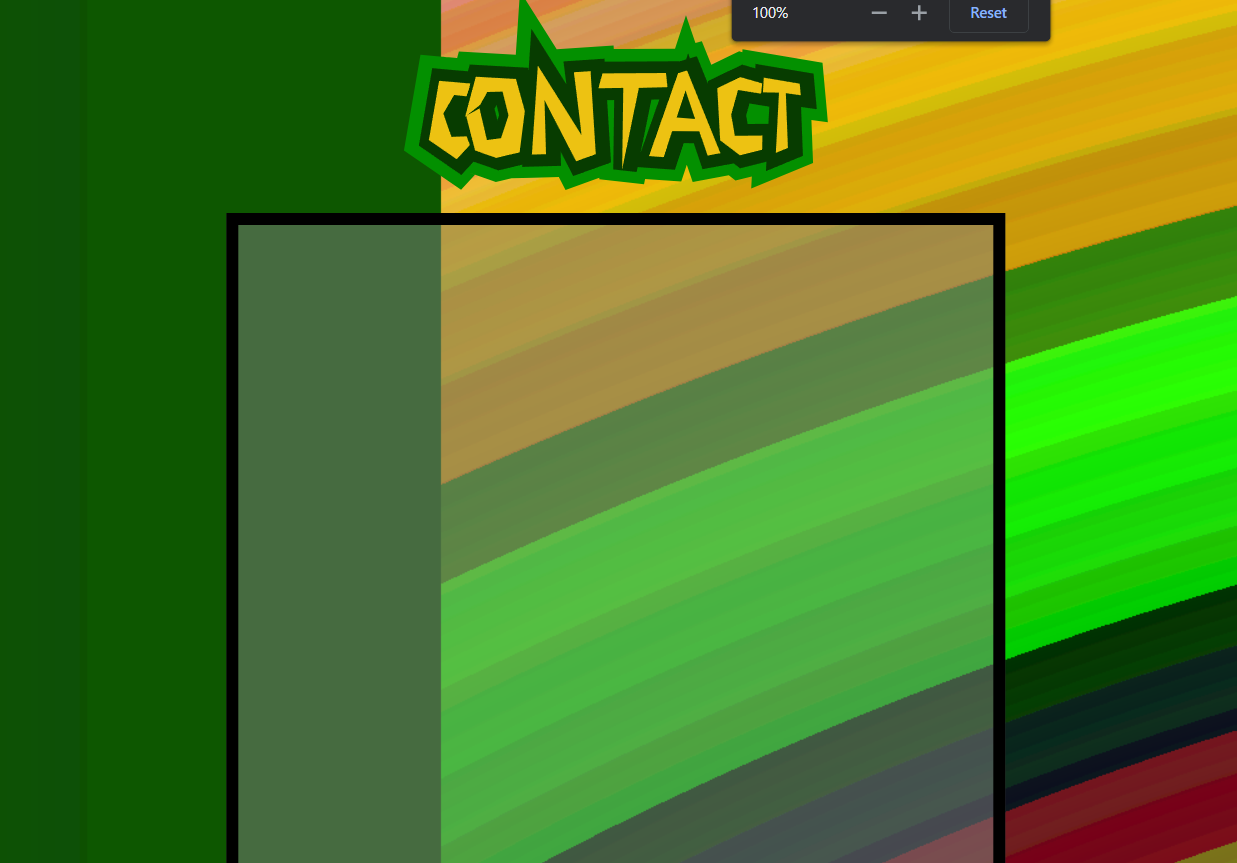 100% − + Reset
CONTACT